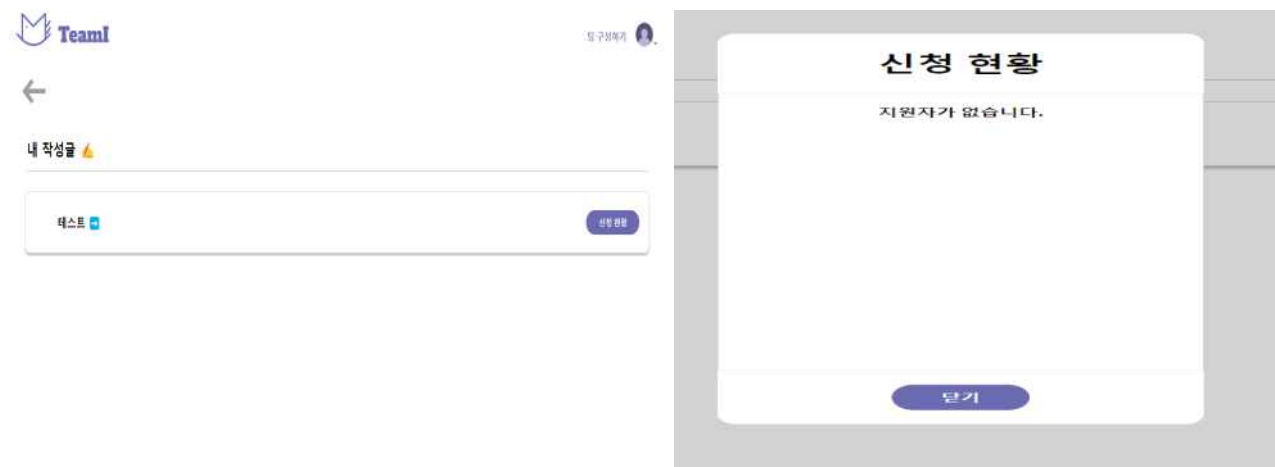 TeamI
팀 구성하기
내 작성글
테스트
신청 현황
신청 현황
지원자가 없습니다.
닫기